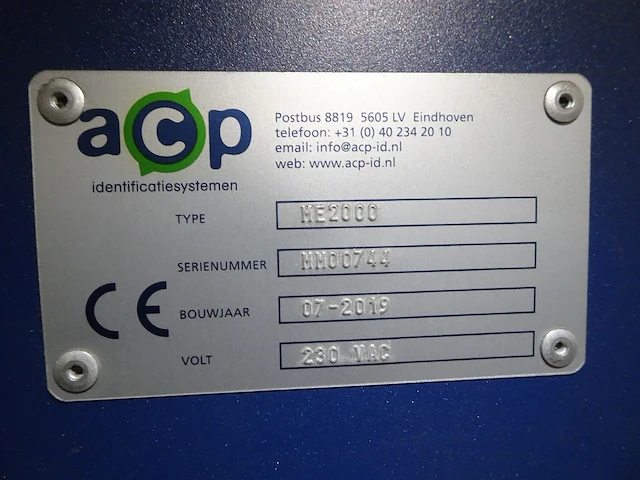 acp
identificatiesystemen
Postbus 8819 5605 LV Eindhoven
telefoon: +31 (0) 40 234 20 10
email: info@acp-id.nl
web: www.acp-id.nl
TYPE ME2000
SERIENUMMER MM00744
CE
BOUWJAAR 07-2019
VOLT 230 VAC